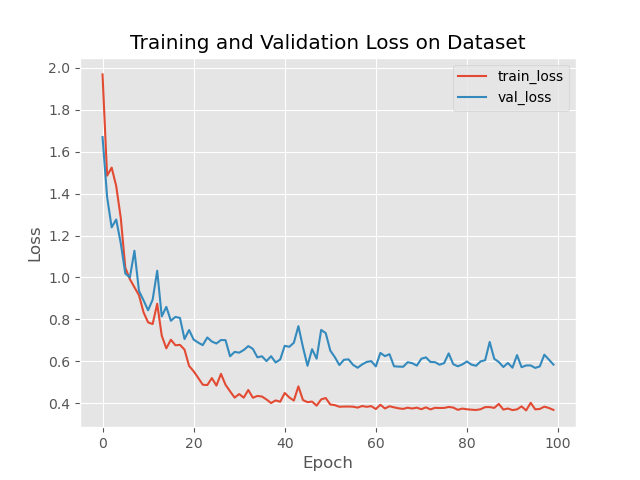 Training and Validation Loss on Dataset
train_loss
val_loss
2.0
1.8
1.6
1.4
1.2
1.0
0.8
0.6
0.4
Loss
0 20 40 60 80 100
Epoch